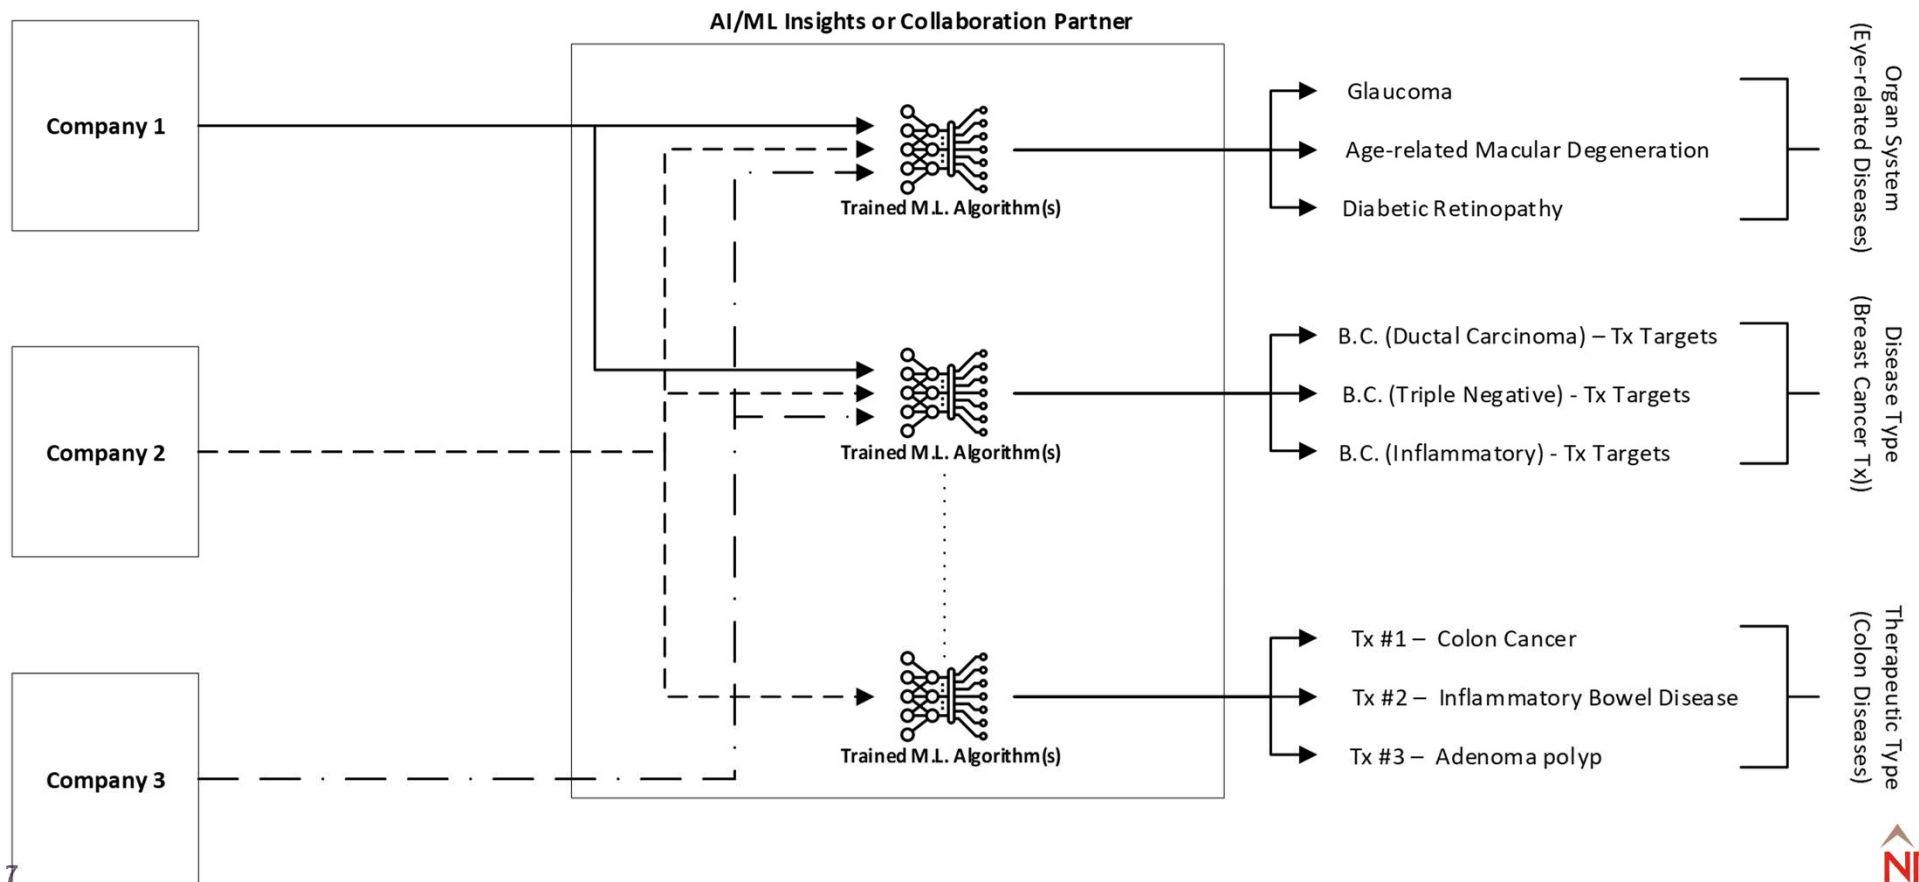 AI/ML Insights or Collaboration Partner
Company 1
Trained M.L. Algorithm(s)
Glaucoma
Age-related Macular Degeneration
Diabetic Retinopathy
Organ System
(Eye-related Diseases)
Company 2
Trained M.L. Algorithm(s)
B.C. (Ductal Carcinoma) – Tx Targets
B.C. (Triple Negative) - Tx Targets
B.C. (Inflammatory) - Tx Targets
Disease Type
(Breast Cancer Tx))
Company 3
Trained M.L. Algorithm(s)
Tx #1 – Colon Cancer
Tx #2 – Inflammatory Bowel Disease
Tx #3 – Adenoma polyp
Therapeutic Type
(Colon Diseases)
7